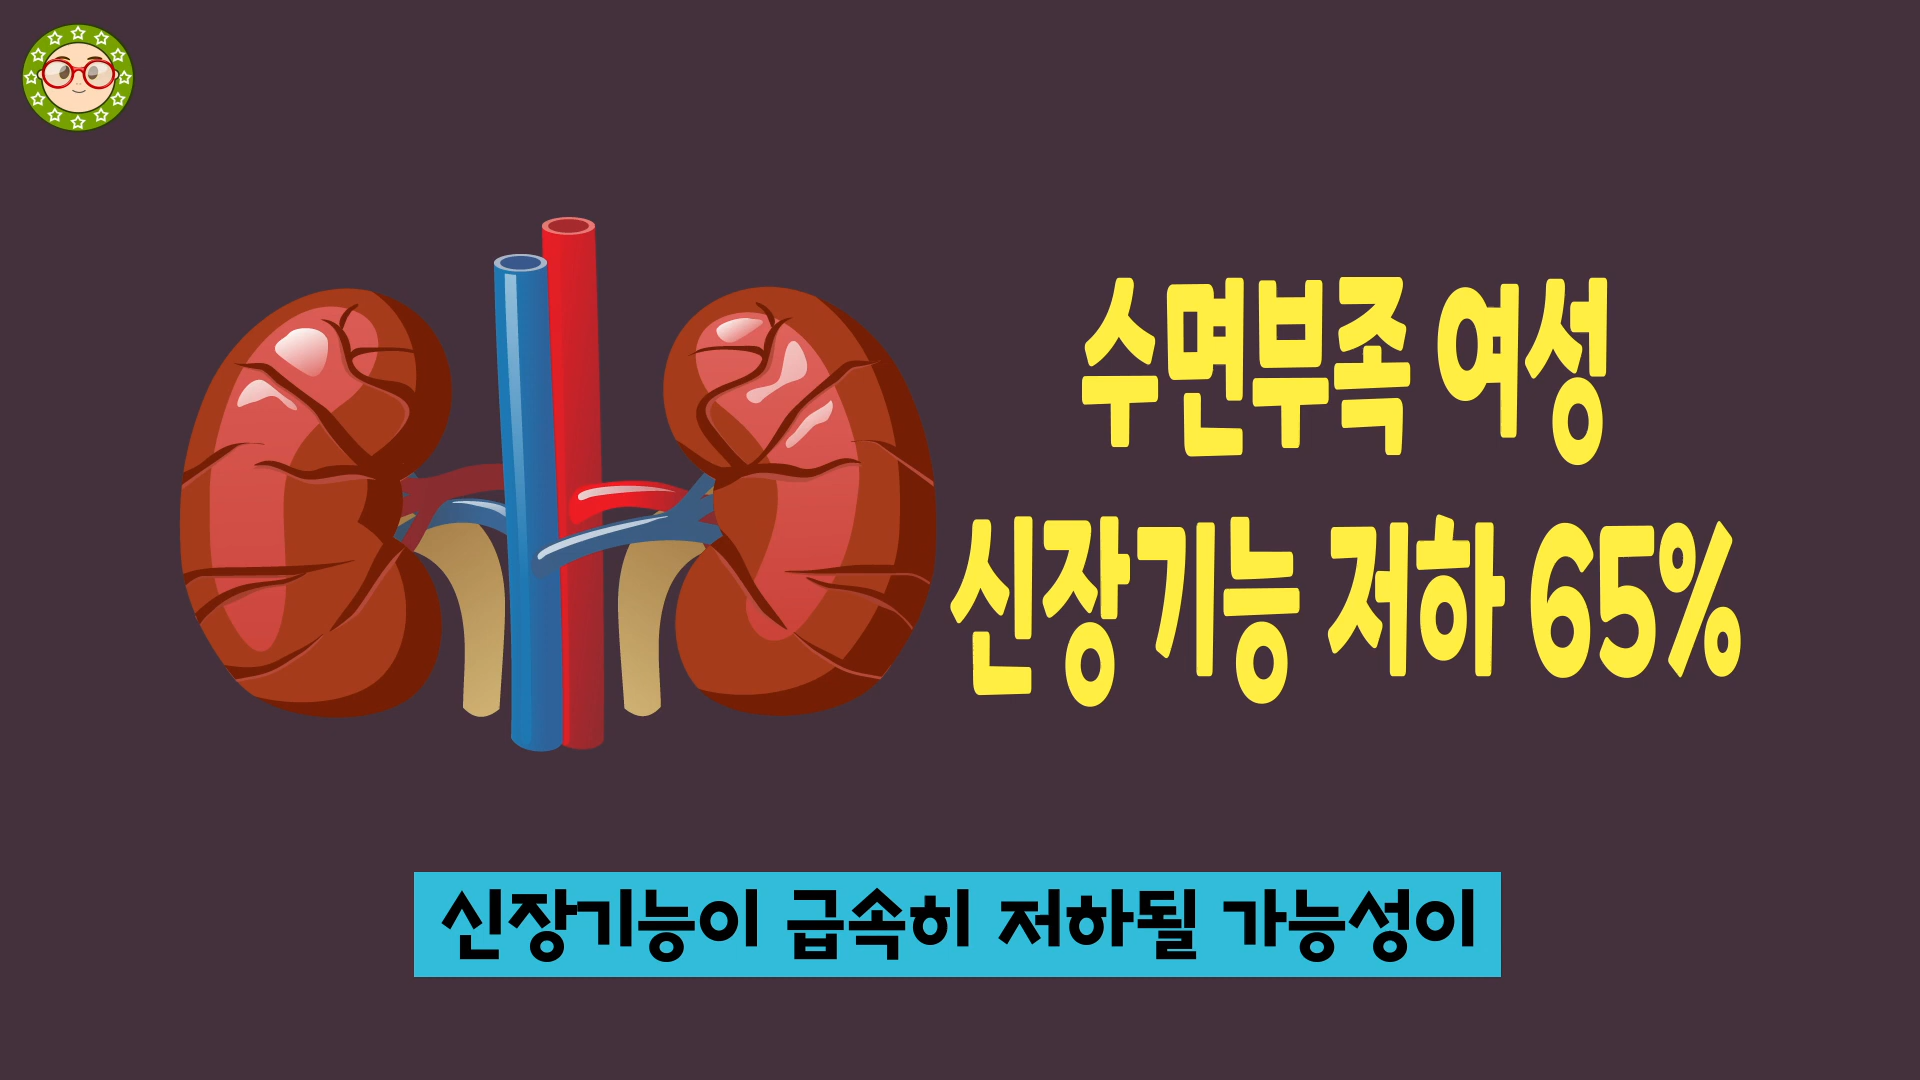 수면부족 여성
신장기능 저하 65%
신장기능이 급속히 저하될 가능성이